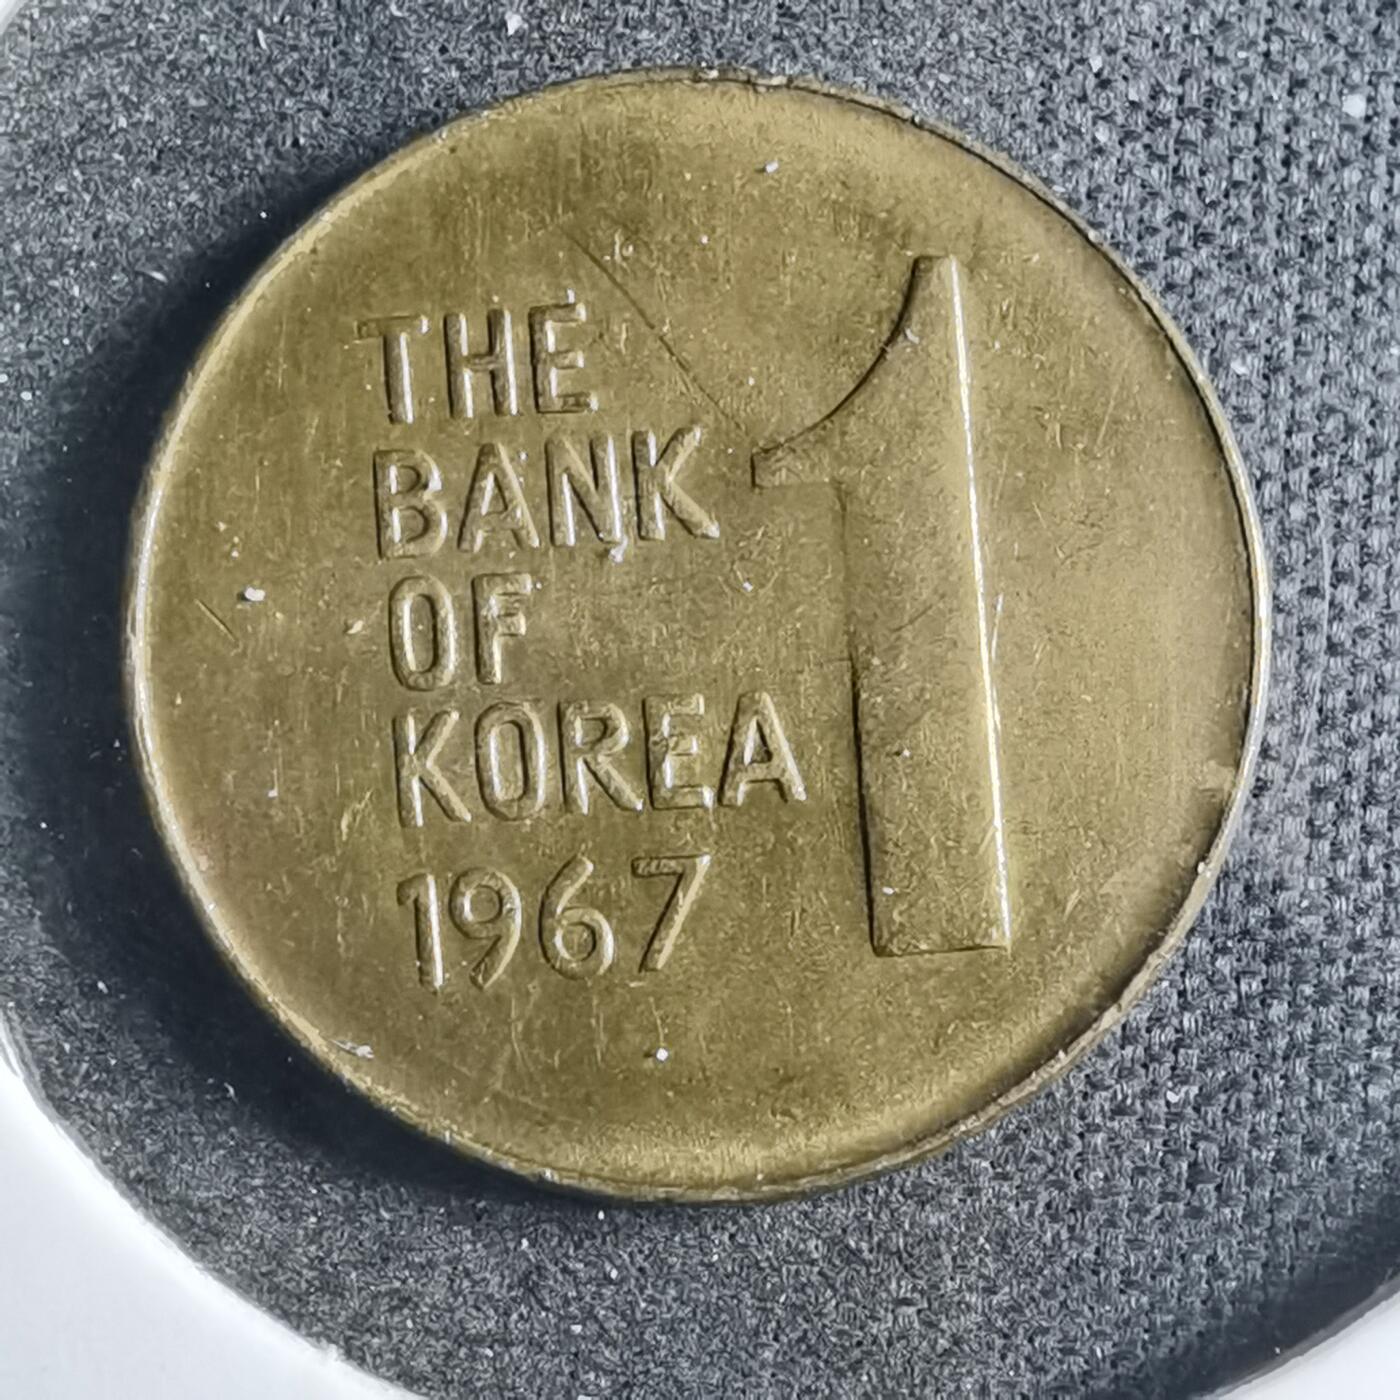 THE
BANK
OF
KOREA
1967
1